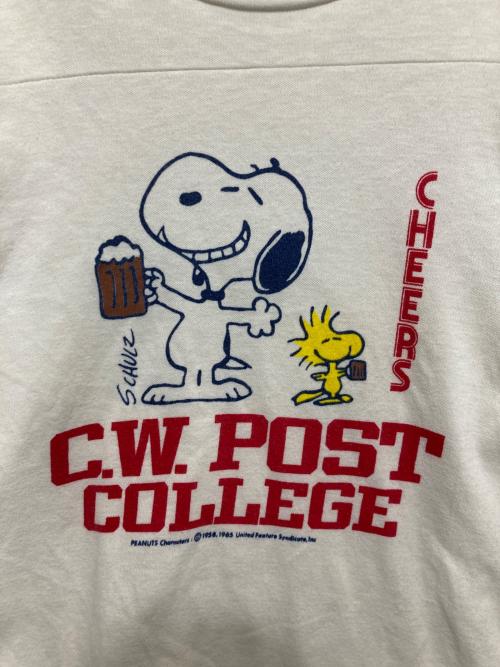 CHEERS
SCHULZ
C.W. POST
COLLEGE
PEANUTS Characters : © 1958, 1965 United Feature Syndicate, Inc